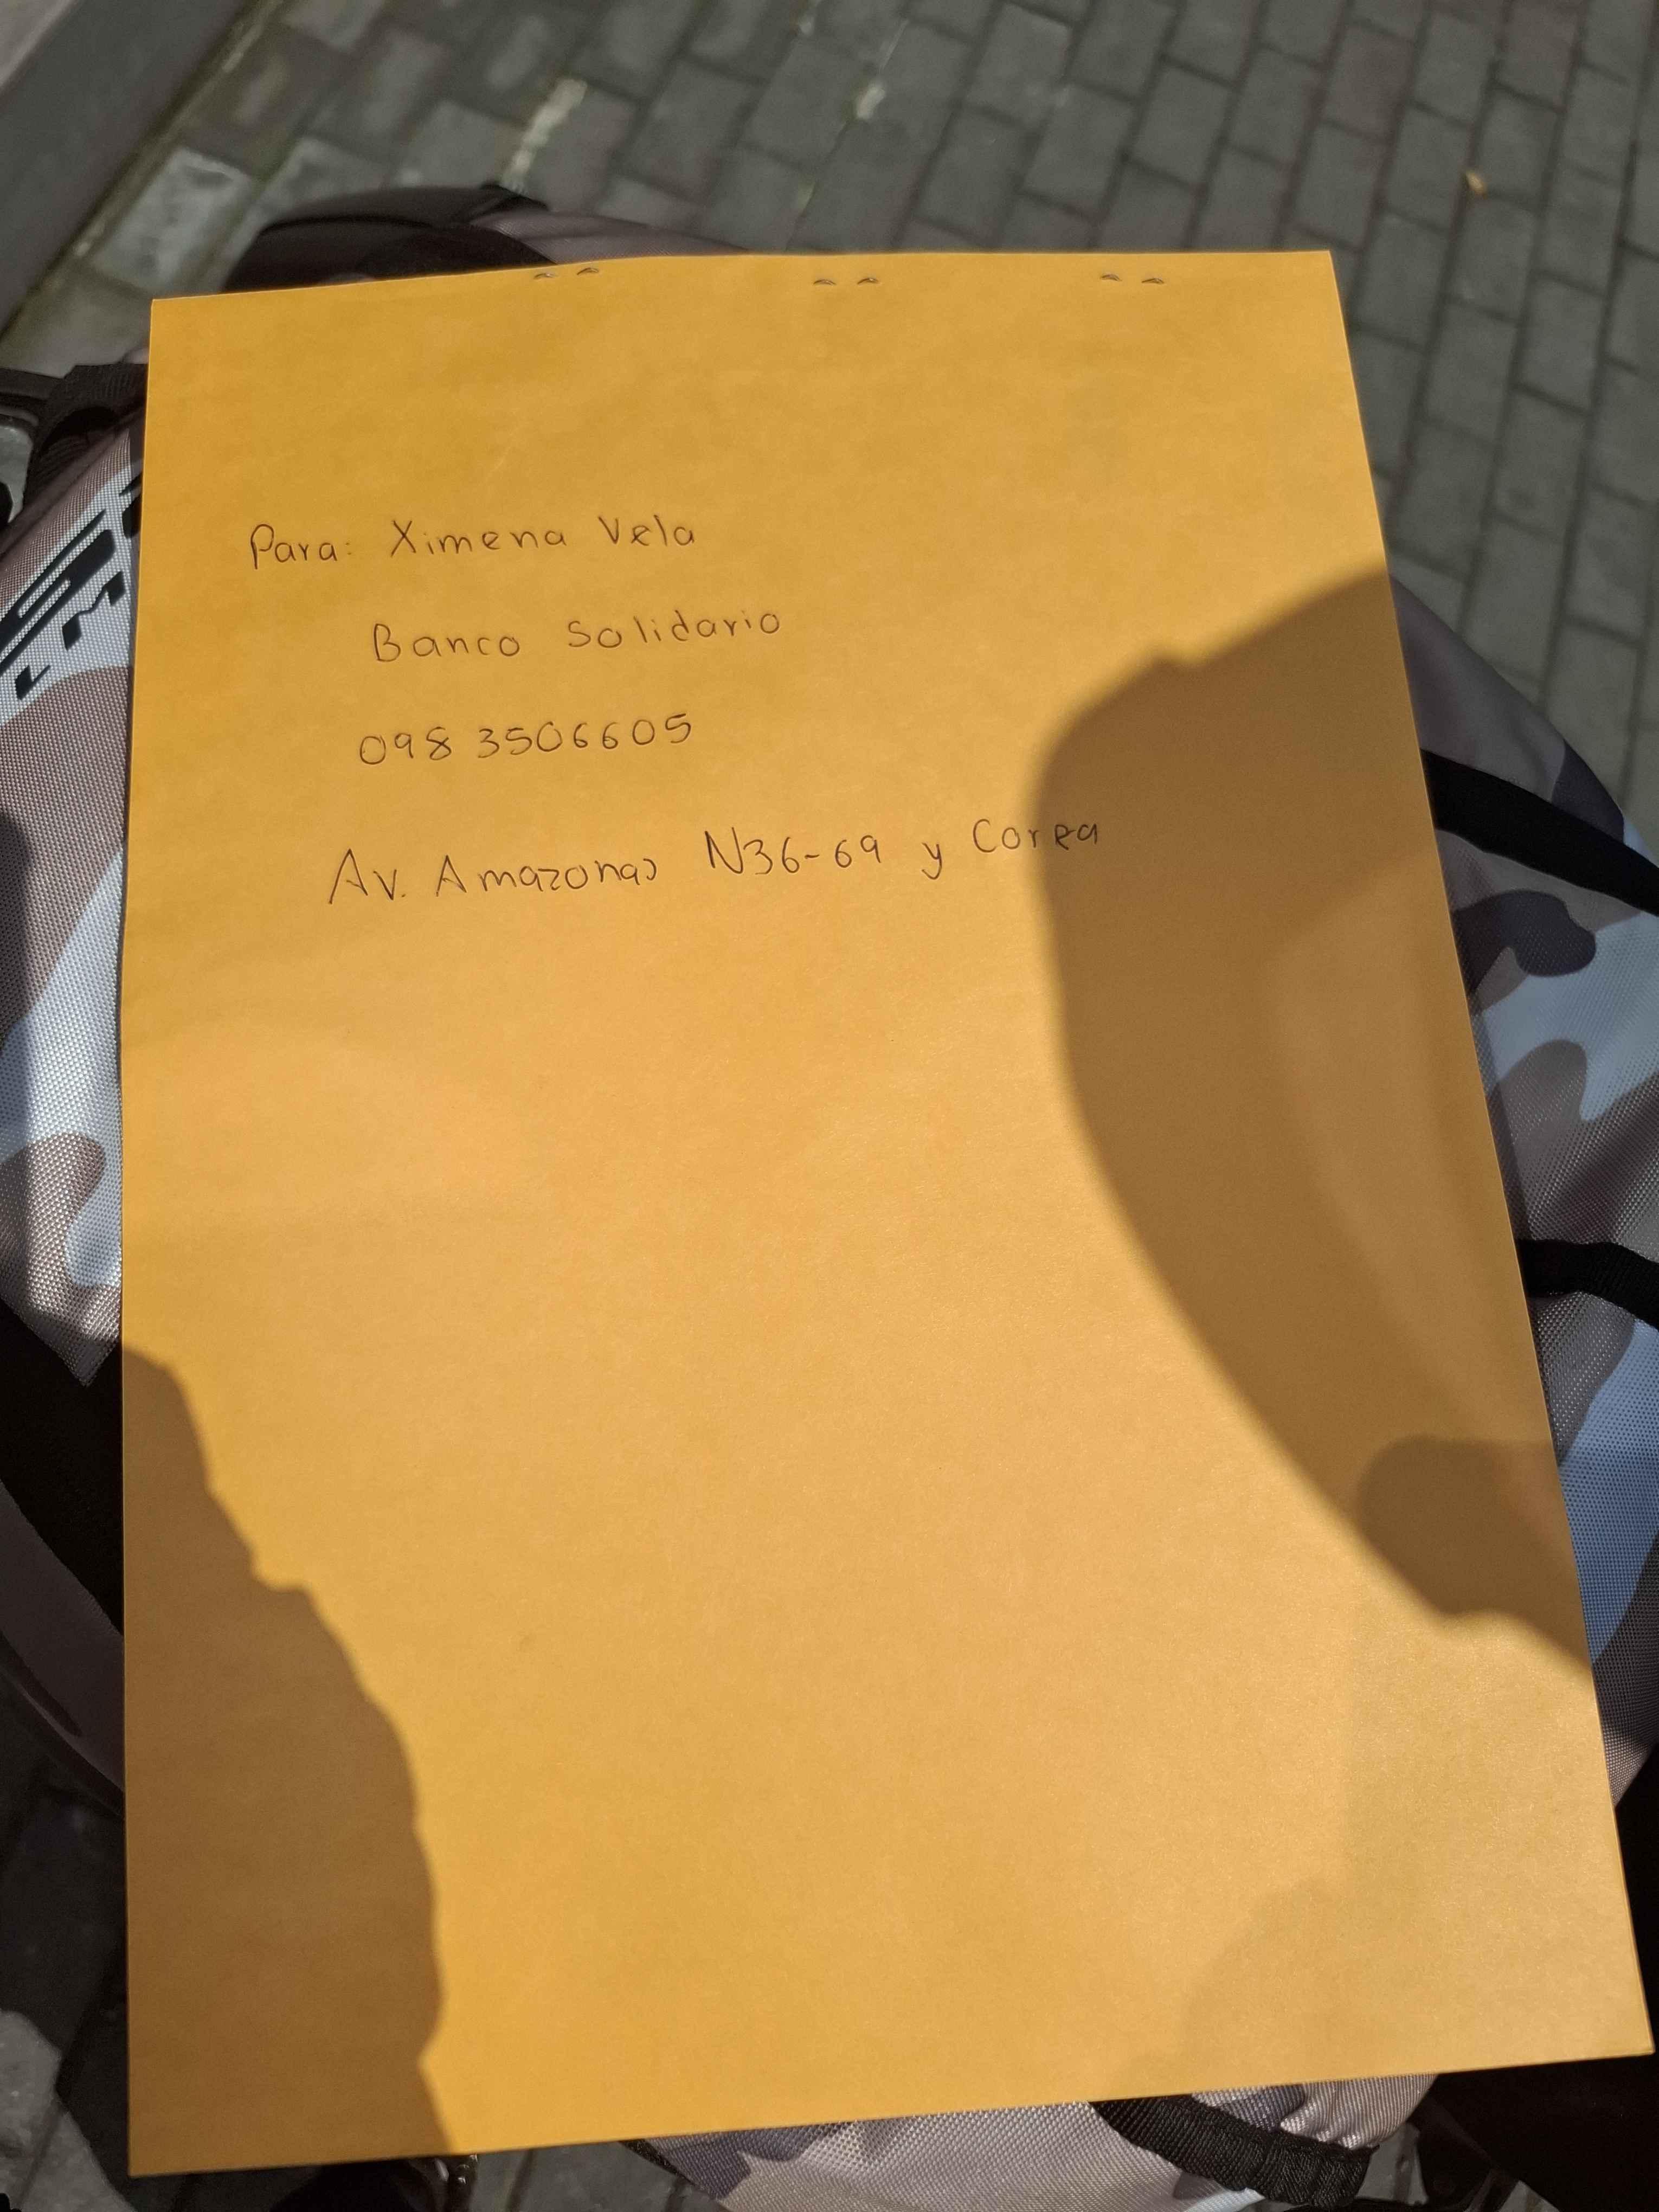 Para: Ximena Vela
Banco Solidario
098 3506605
Av. Amazonas N36-69 y Corea